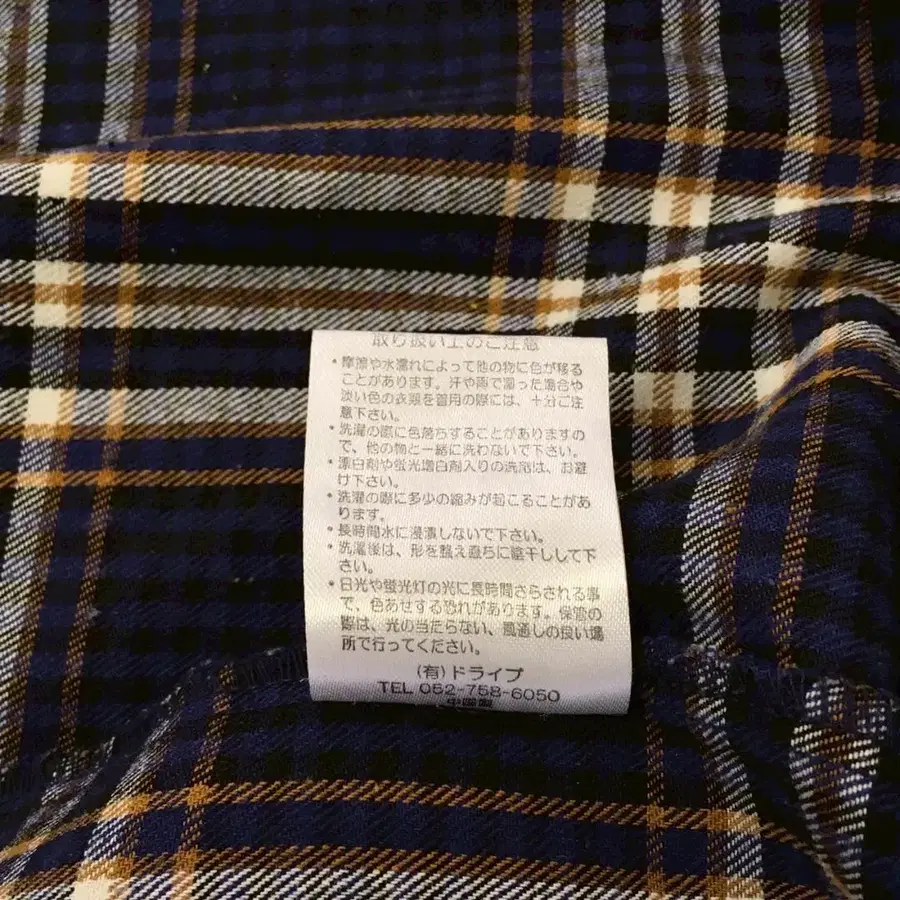 取り扱い上のご注意
・摩擦や水濡れによって他の物に色が移る
ことがあります。汗や雨で湿った場合や
淡い色の衣類を着用の際には、十分ご注
意下さい。
・洗濯の際に色落ちすることがありますの
で、他の物と一緒に洗わないで下さい。
・漂白剤や蛍光増白剤入りの洗剤は、お避
け下さい。
・洗濯の際に多少の縮みが起こることがあ
ります。
・長時間水に浸漬しないで下さい。
・洗濯後は、形を整え直ちに陰干しして下
さい。
・日光や蛍光灯の光に長時間さらされる事
で、色あせする恐れがあります。保管の
際は、光の当たらない、風通しの良い場
所で行ってください。
(有)ドライブ
TEL 052-758-6050
中国製